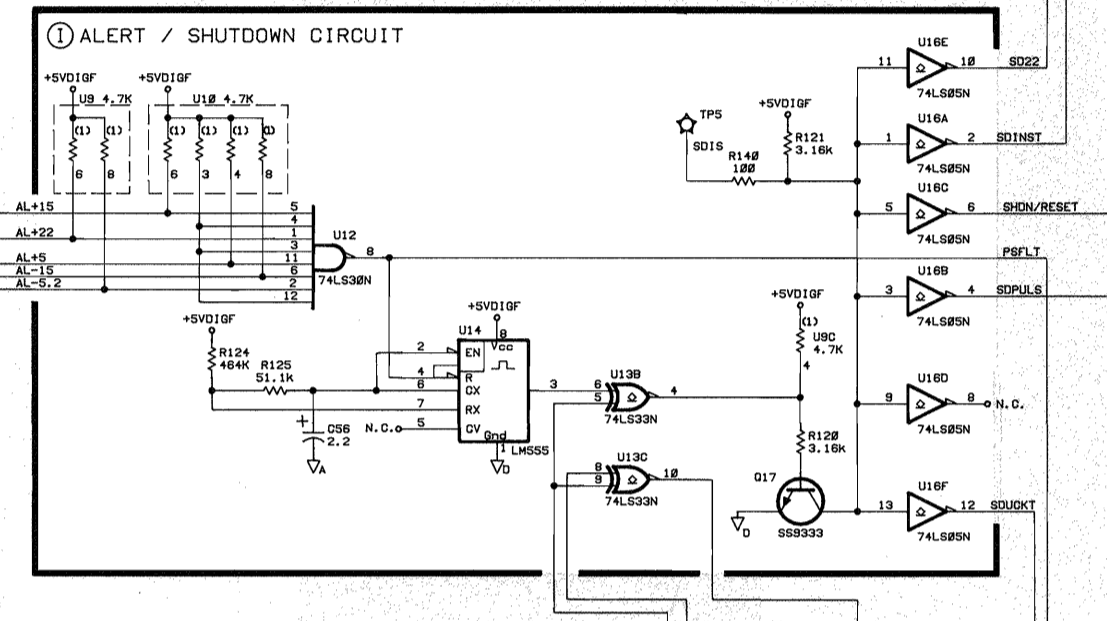 I ALERT / SHUTDOWN CIRCUIT
+5VDIGF
+5VDIGF
U9 4.7K
U10 4.7K
(1)
(1)
(1)
(1)
(1)
(1)
6
8
6
3
4
8
AL+15
AL+22
AL+5
AL-15
AL-5.2
5
4
1
3
11
6
2
12
U12
8
74LS30N
+5VDIGF
R124
464K
R125
51.1k
+
C56
2.2
A
N.C.
+5VDIGF
U14
8
Vcc
2
EN
4
R
6
CX
7
RX
5
CV
Gnd
1
LM555
D
3
U13B
6
5
4
74LS33N
U13C
8
9
10
74LS33N
TP5
SDIS
R140
100
+5VDIGF
R121
3.16k
+5VDIGF
(1)
U9C
4.7K
4
R120
3.16K
Q17
SS9333
D
U16E
11
10
SD22
74LS05N
U16A
1
2
SDINST
74LS05N
U16C
5
6
SHDN/RESET
74LS05N
PSFLT
U16B
3
4
SDPULS
74LS05N
U16D
9
8
N.C.
74LS05N
U16F
13
12
SDUCKT
74LS05N